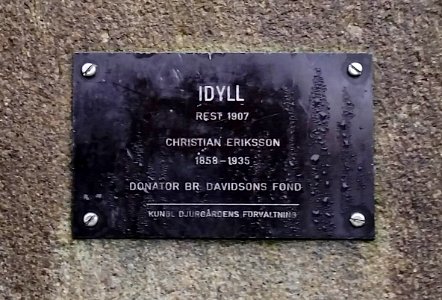 IDYLL
REST 1907
CHRISTIAN ERIKSSON
1858-1935
DONATOR BR DAVIDSONS FOND
KUNGL DJURGÅRDENS FÖRVALTNING